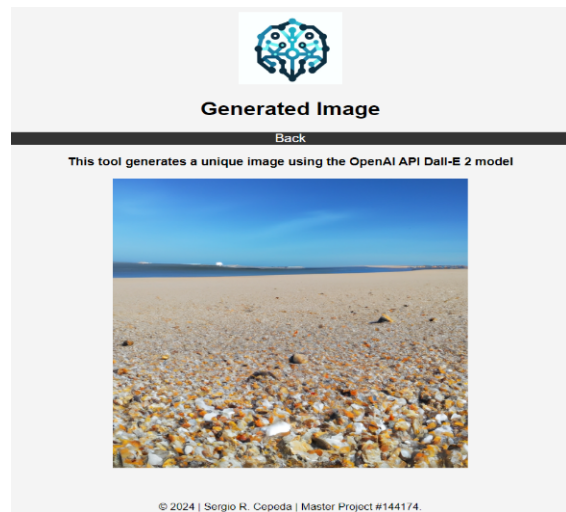 Generated Image
Back
This tool generates a unique image using the OpenAI API Dall-E 2 model
© 2024 | Sergio R. Cepeda | Master Project #144174.